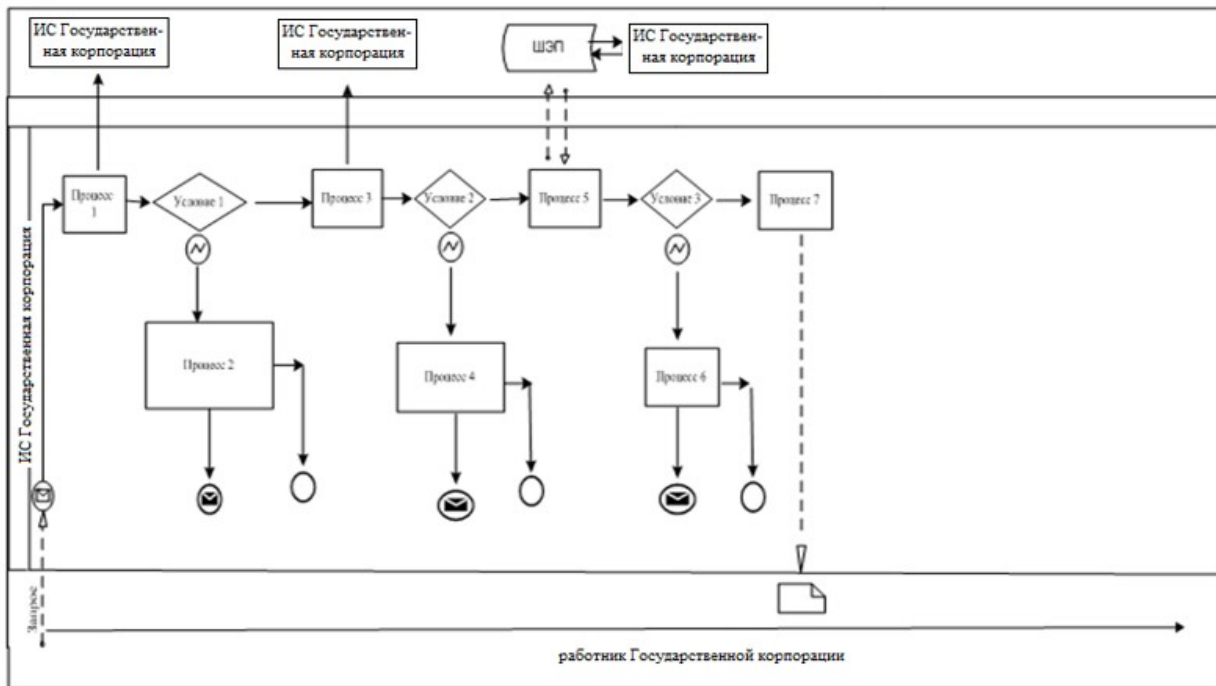 ИС Государствен-
ная корпорация
ИС Государствен-
ная корпорация
ШЭП
ИС Государствен-
ная корпорация
ИС Государственная корпорация
Процесс
1
Условие 1
Процесс 3
Условие 2
Процесс 5
Условие 3
Процесс 7
Процесс 2
Процесс 4
Процесс 6
Запрос
работник Государственной корпорации